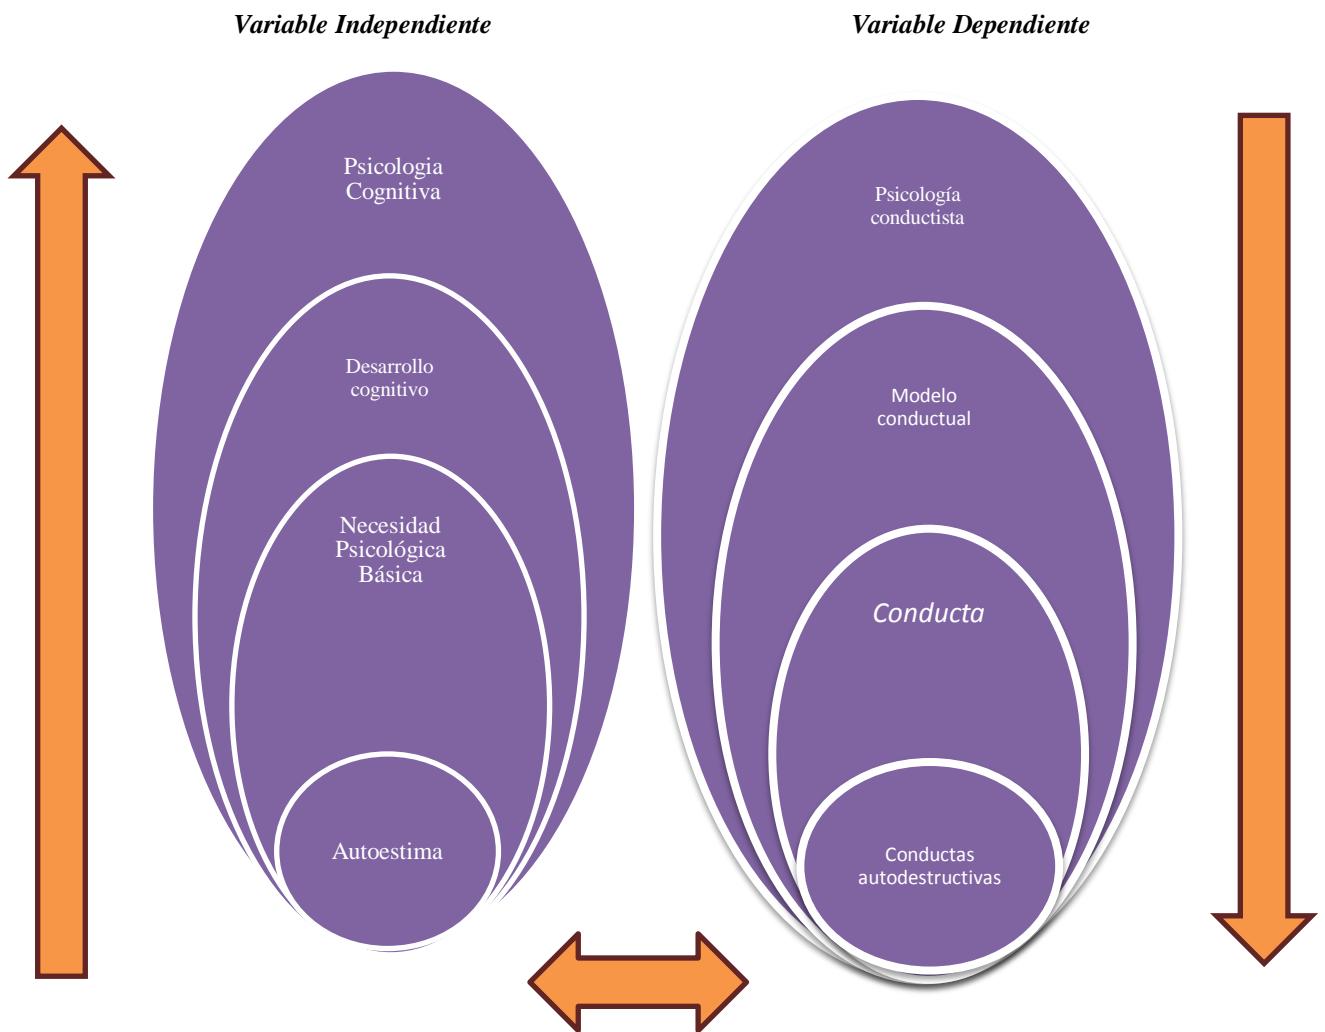 Variable Independiente
Variable Dependiente
Psicologia
Cognitiva
Desarrollo
cognitivo
Necesidad
Psicológica
Básica
Autoestima
Psicología
conductista
Modelo
conductual
Conducta
Conductas
autodestructivas